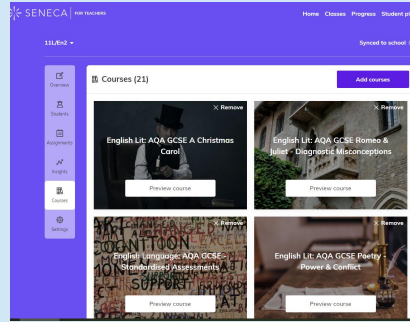 SENECA FOR TEACHERS
Home Classes Progress Student
11L/En2
Synced to school
Overview
Students
Assignments
Insights
Courses
Settings
Courses (21)
Add courses
× Remove
English Lit: AQA GCSE A Christmas
Carol
Preview course
× Remove
English Lit: AQA GCSE Romeo &
Juliet - Diagnostic Misconceptions
Preview course
× Remove
English Language: AQA GCSE -
Standardised Assessments
SUPPORT
Preview course
× Remove
English Lit: AQA GCSE Poetry -
Power & Conflict
Preview course